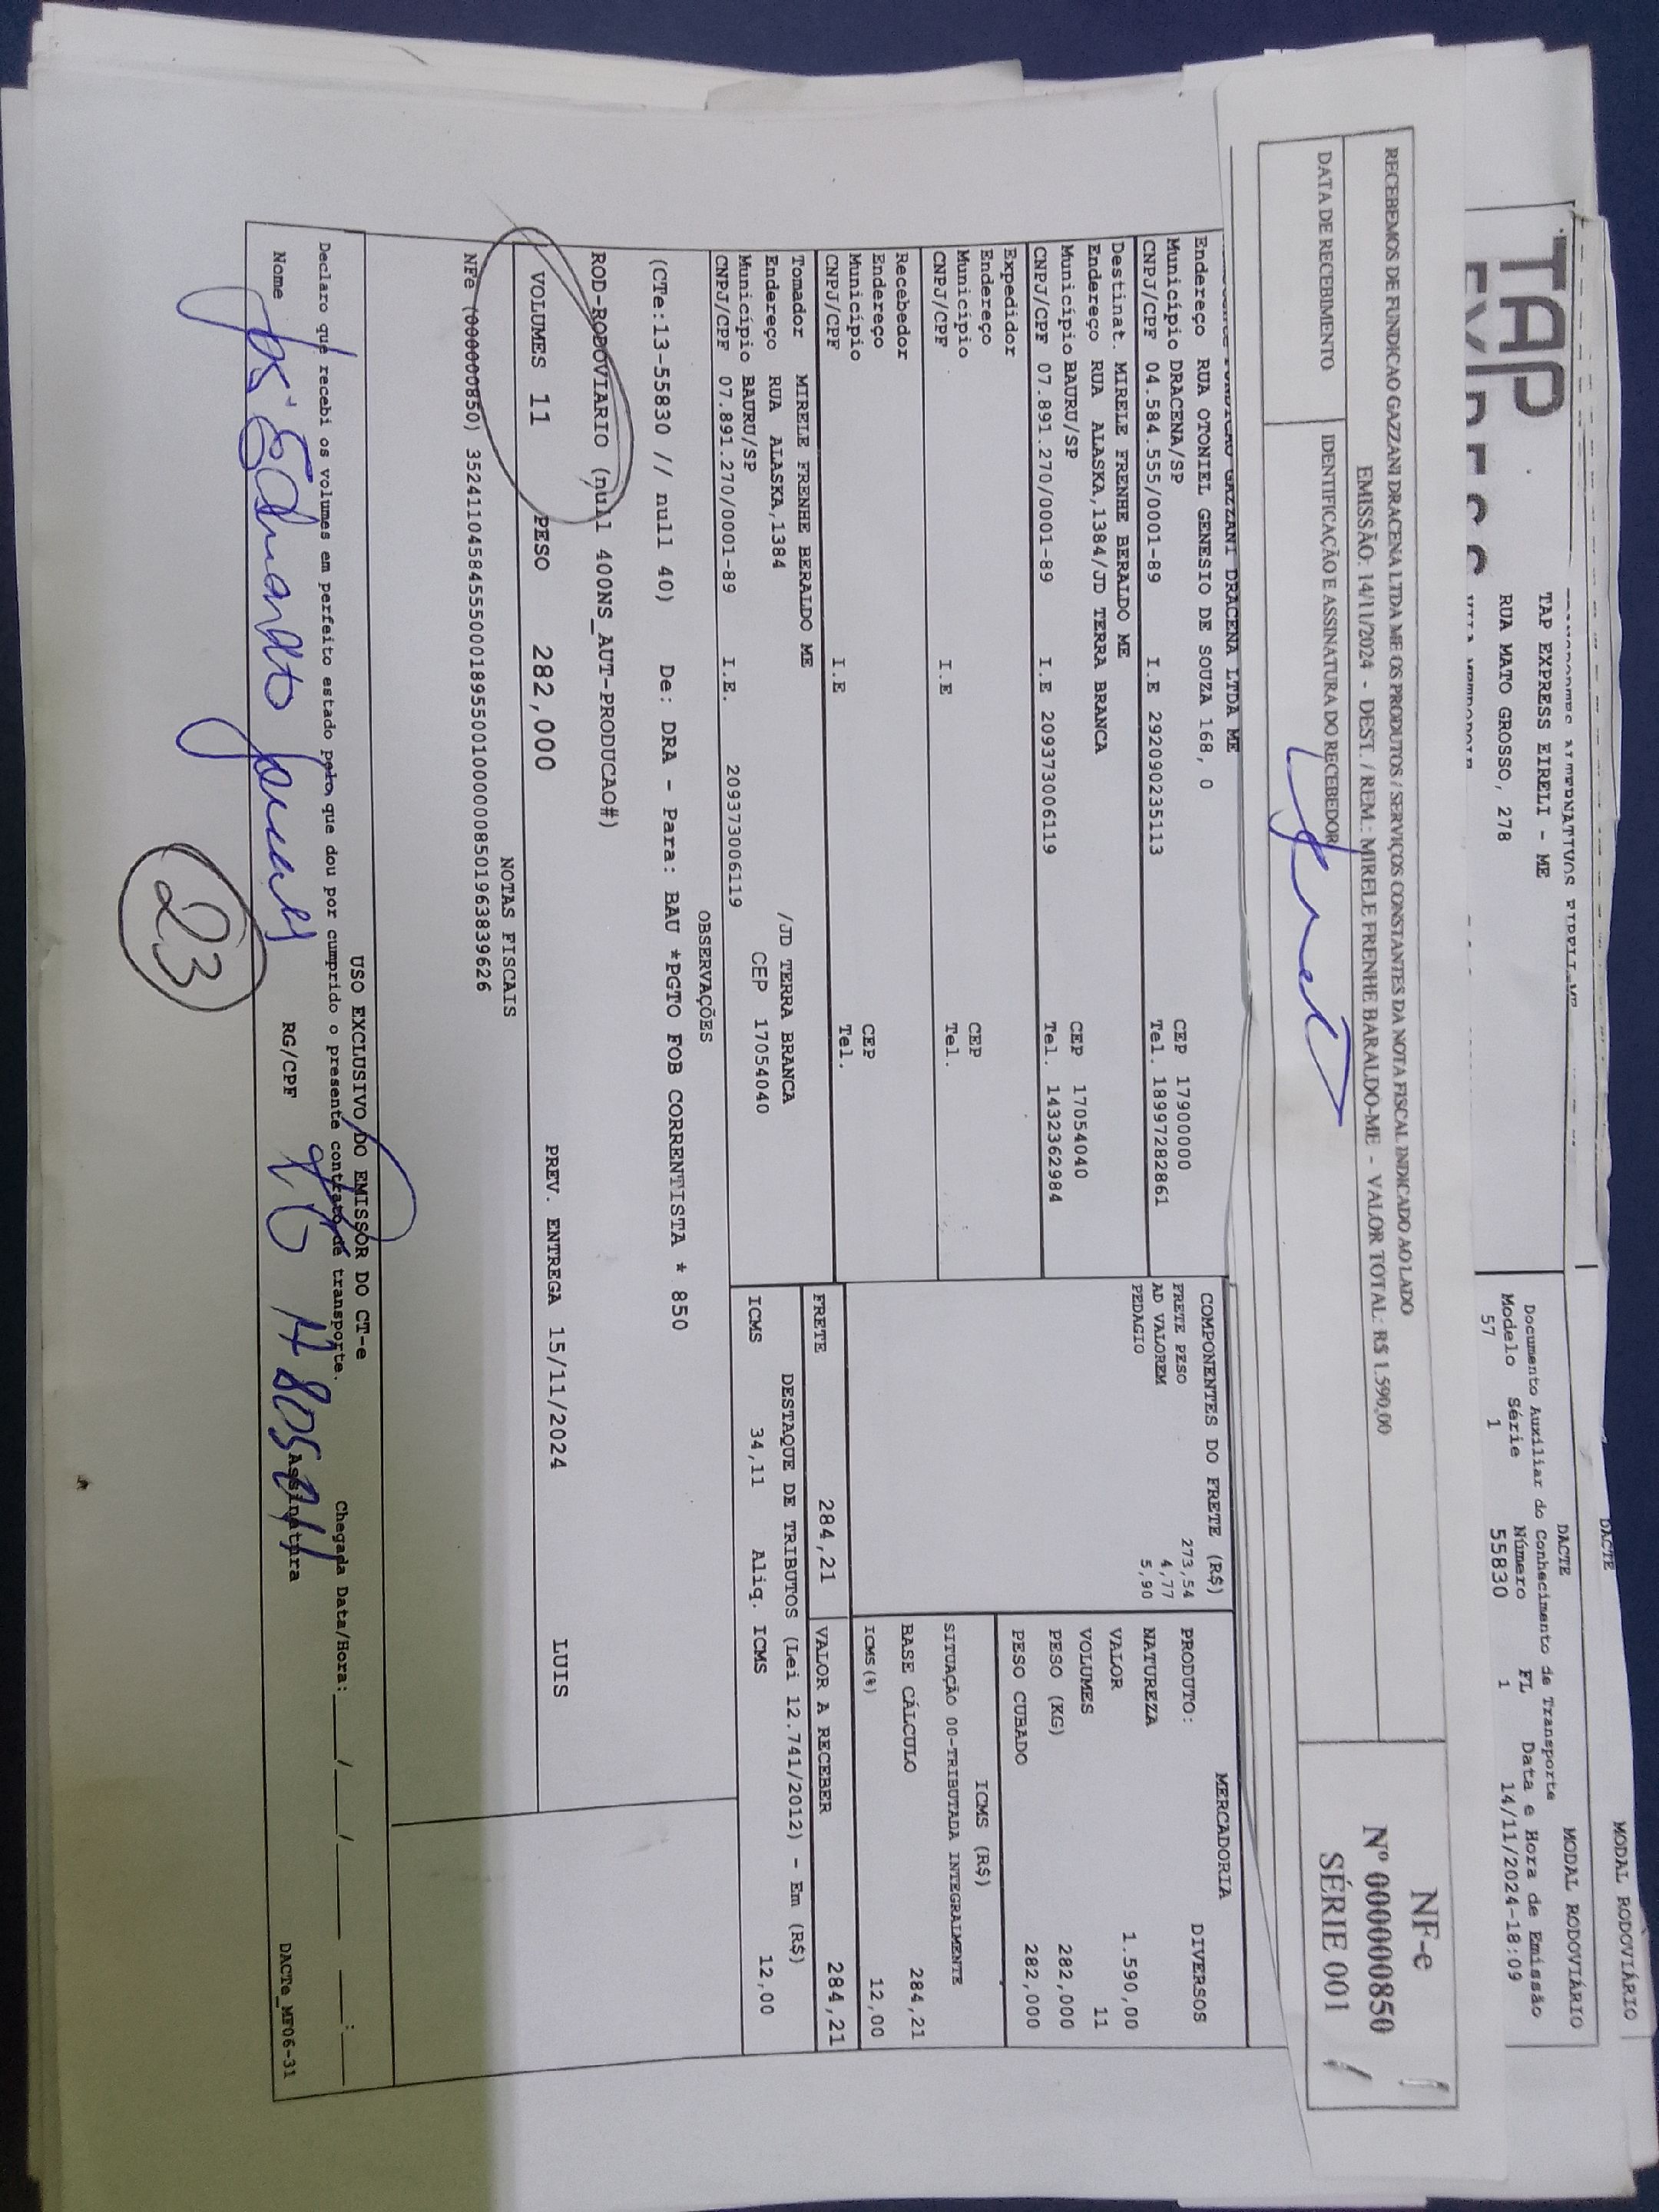 DACTE MODAL RODOVIÁRIO
DACTE MODAL RODOVIÁRIO
TAP
TAP EXPRESS EIRELI - ME
RUA MATO GROSSO, 278
Documento Auxiliar do Conhecimento de Transporte
Modelo Série Número FL Data e Hora de Emissão
57 1 55830 1 14/11/2024-18:09
RECEBEMOS DE FUNDICAO GAZZANI DRACENA LTDA ME OS PRODUTOS / SERVIÇOS CONSTANTES DA NOTA FISCAL INDICADO AO LADO
EMISSÃO: 14/11/2024 - DEST. / REM.: MIRELE FRENHE BARALDO-ME - VALOR TOTAL: R$ 1.590,00
DATA DE RECEBIMENTO
IDENTIFICAÇÃO E ASSINATURA DO RECEBEDOR
NF-e
Nº 000000850
SÉRIE 001
GAZZANI DRACENA LTDA ME
Endereço RUA OTONIEL GENESIO DE SOUZA 168, 0
Município DRACENA/SP CEP 17900000
CNPJ/CPF 04.584.555/0001-89 I.E 292090235113 Tel. 18997282861
Destinat. MIRELE FRENHE BERALDO ME
Endereço RUA ALASKA,1384/JD TERRA BRANCA
Município BAURU/SP CEP 17054040
CNPJ/CPF 07.891.270/0001-89 I.E 209373006119 Tel. 1432362984
Expedidor
Endereço
Município CEP
CNPJ/CPF I.E Tel.
Recebedor
Endereço
Município CEP
CNPJ/CPF I.E Tel.
Tomador MIRELE FRENHE BERALDO ME
Endereço RUA ALASKA,1384 /JD TERRA BRANCA
Município BAURU/SP CEP 17054040
CNPJ/CPF 07.891.270/0001-89 I.E. 209373006119
COMPONENTES DO FRETE (R$)
FRETE PESO 273,54
AD VALOREM 4,77
PEDAGIO 5,90
MERCADORIA
PRODUTO: DIVERSOS
NATUREZA
VALOR 1.590,00
VOLUMES 11
PESO (KG) 282,000
PESO CUBADO 282,000
ICMS (R$)
SITUAÇÃO 00-TRIBUTADA INTEGRALMENTE
BASE CÁLCULO 284,21
ICMS(%) 12,00
FRETE 284,21
VALOR A RECEBER 284,21
DESTAQUE DE TRIBUTOS (Lei 12.741/2012) - Em (R$)
ICMS 34,11 Aliq. ICMS 12,00
OBSERVAÇÕES
(CTe:13-55830 // null 40) De: DRA - Para: BAU *PGTO FOB CORRENTISTA * 850
ROD-RODOVIARIO (null 400NS_AUT-PRODUCAO#)
VOLUMES 11 PESO 282,000 PREV. ENTREGA 15/11/2024 LUIS
NOTAS FISCAIS
NFe (000000850) 35241104584555000189550010000008501963839626
USO EXCLUSIVO DO EMISSOR DO CT-e
Declaro que recebi os volumes em perfeito estado pelo que dou por cumprido o presente contrato de transporte.
Chegada Data/Hora: ___/___/_____ ___:___
Nome RG/CPF Assinatura
DACTe_MF06-31
23